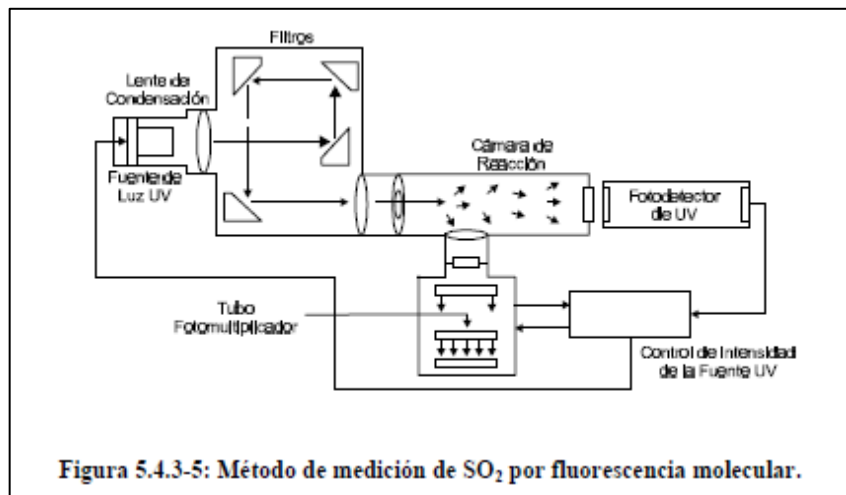 Filtros
Lente de
Condensación
Fuente de
Luz UV
Cámara de
Reacción
Fotodetector
de UV
Tubo
Fotomultiplicador
Control de Intensidad
de la Fuente UV
Figura 5.4.3-5: Método de medición de SO₂ por fluorescencia molecular.